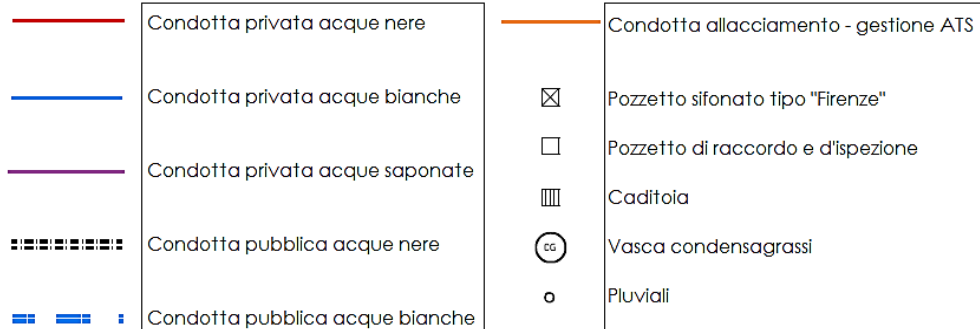 Condotta privata acque nere
Condotta privata acque bianche
Condotta privata acque saponate
Condotta pubblica acque nere
Condotta pubblica acque bianche
Condotta allacciamento - gestione ATS
Pozzetto sifonato tipo "Firenze"
Pozzetto di raccordo e d'ispezione
Caditoia
CG
Vasca condensagrassi
Pluviali